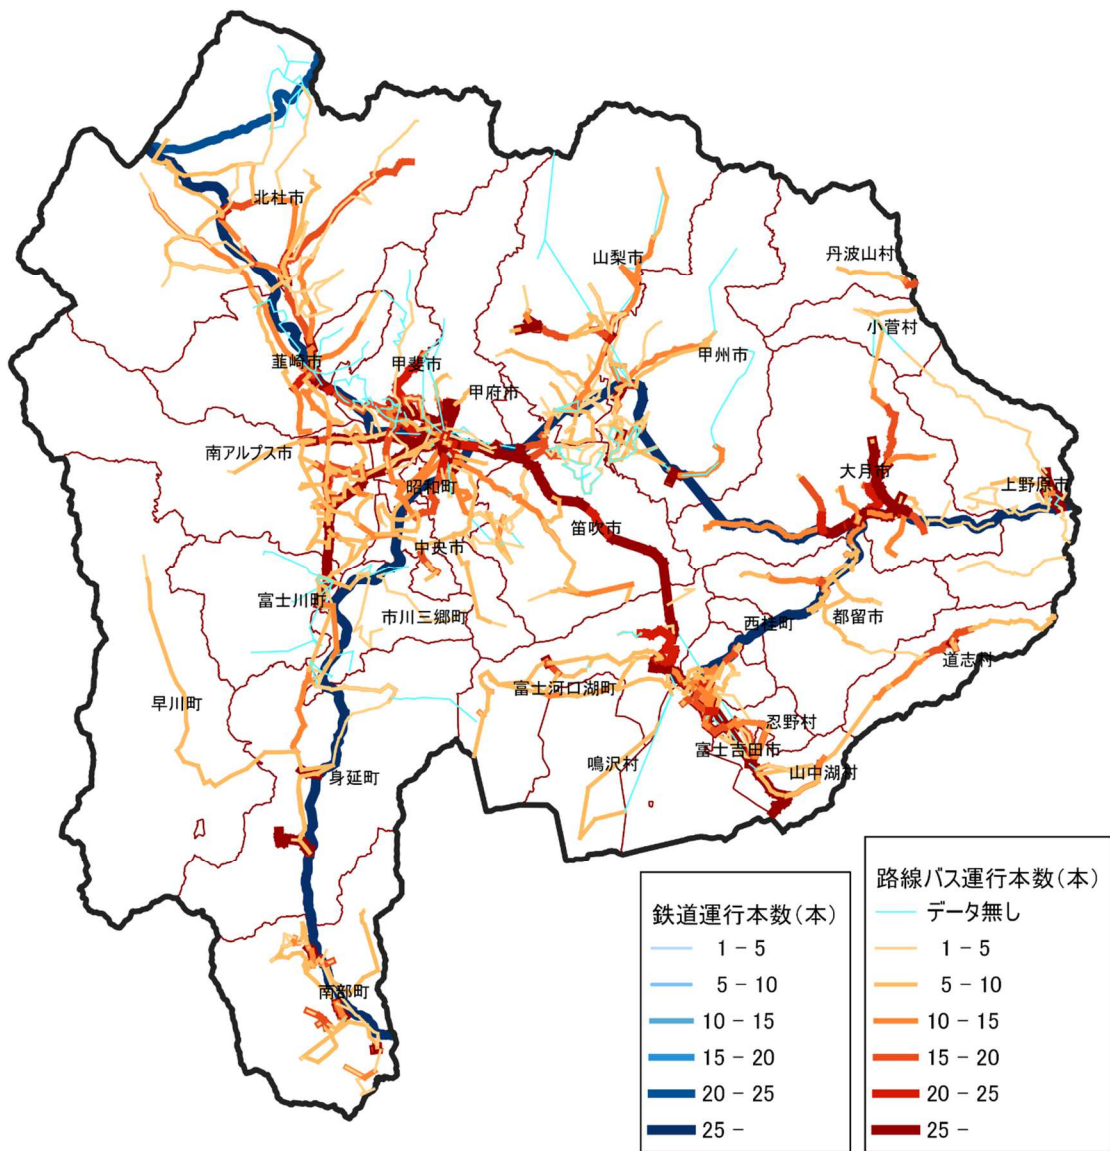 北杜市
山梨市
丹波山村
小菅村
韮崎市
甲斐市
甲府市
甲州市
南アルプス市
昭和町
大月市
上野原市
笛吹市
中央市
富士川町
市川三郷町
西桂町
都留市
道志村
早川町
富士河口湖町
忍野村
鳴沢村
富士吉田市
山中湖村
身延町
南部町
鉄道運行本数(本)
1 - 5
5 - 10
10 - 15
15 - 20
20 - 25
25 -
路線バス運行本数(本)
データ無し
1 - 5
5 - 10
10 - 15
15 - 20
20 - 25
25 -